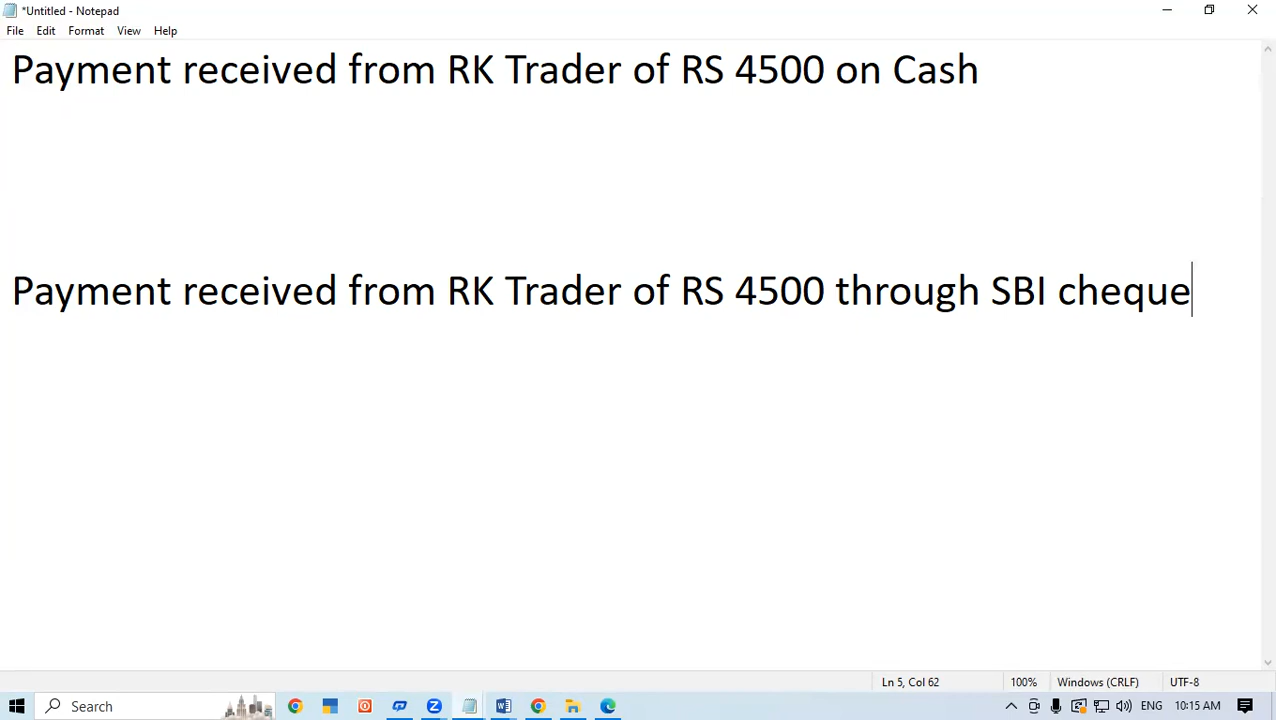 *Untitled - Notepad
File Edit Format View Help
Payment received from RK Trader of RS 4500 on Cash
Payment received from RK Trader of RS 4500 through SBI cheque
Ln 5, Col 62 100% Windows (CRLF) UTF-8
Search ENG 10:15 AM